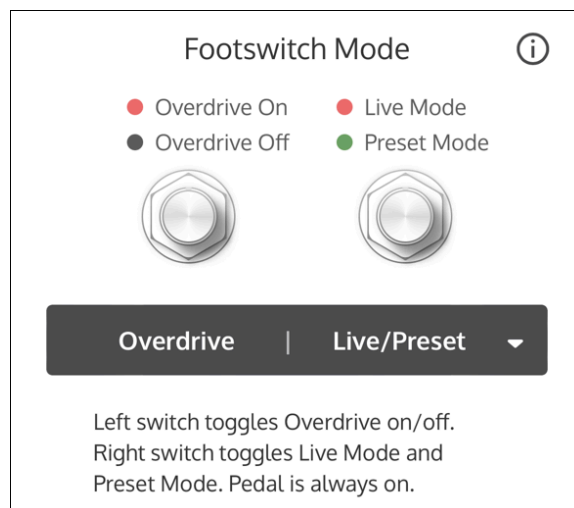 Footswitch Mode
Overdrive On
Live Mode
Overdrive Off
Preset Mode
Overdrive | Live/Preset
Left switch toggles Overdrive on/off.
Right switch toggles Live Mode and
Preset Mode. Pedal is always on.